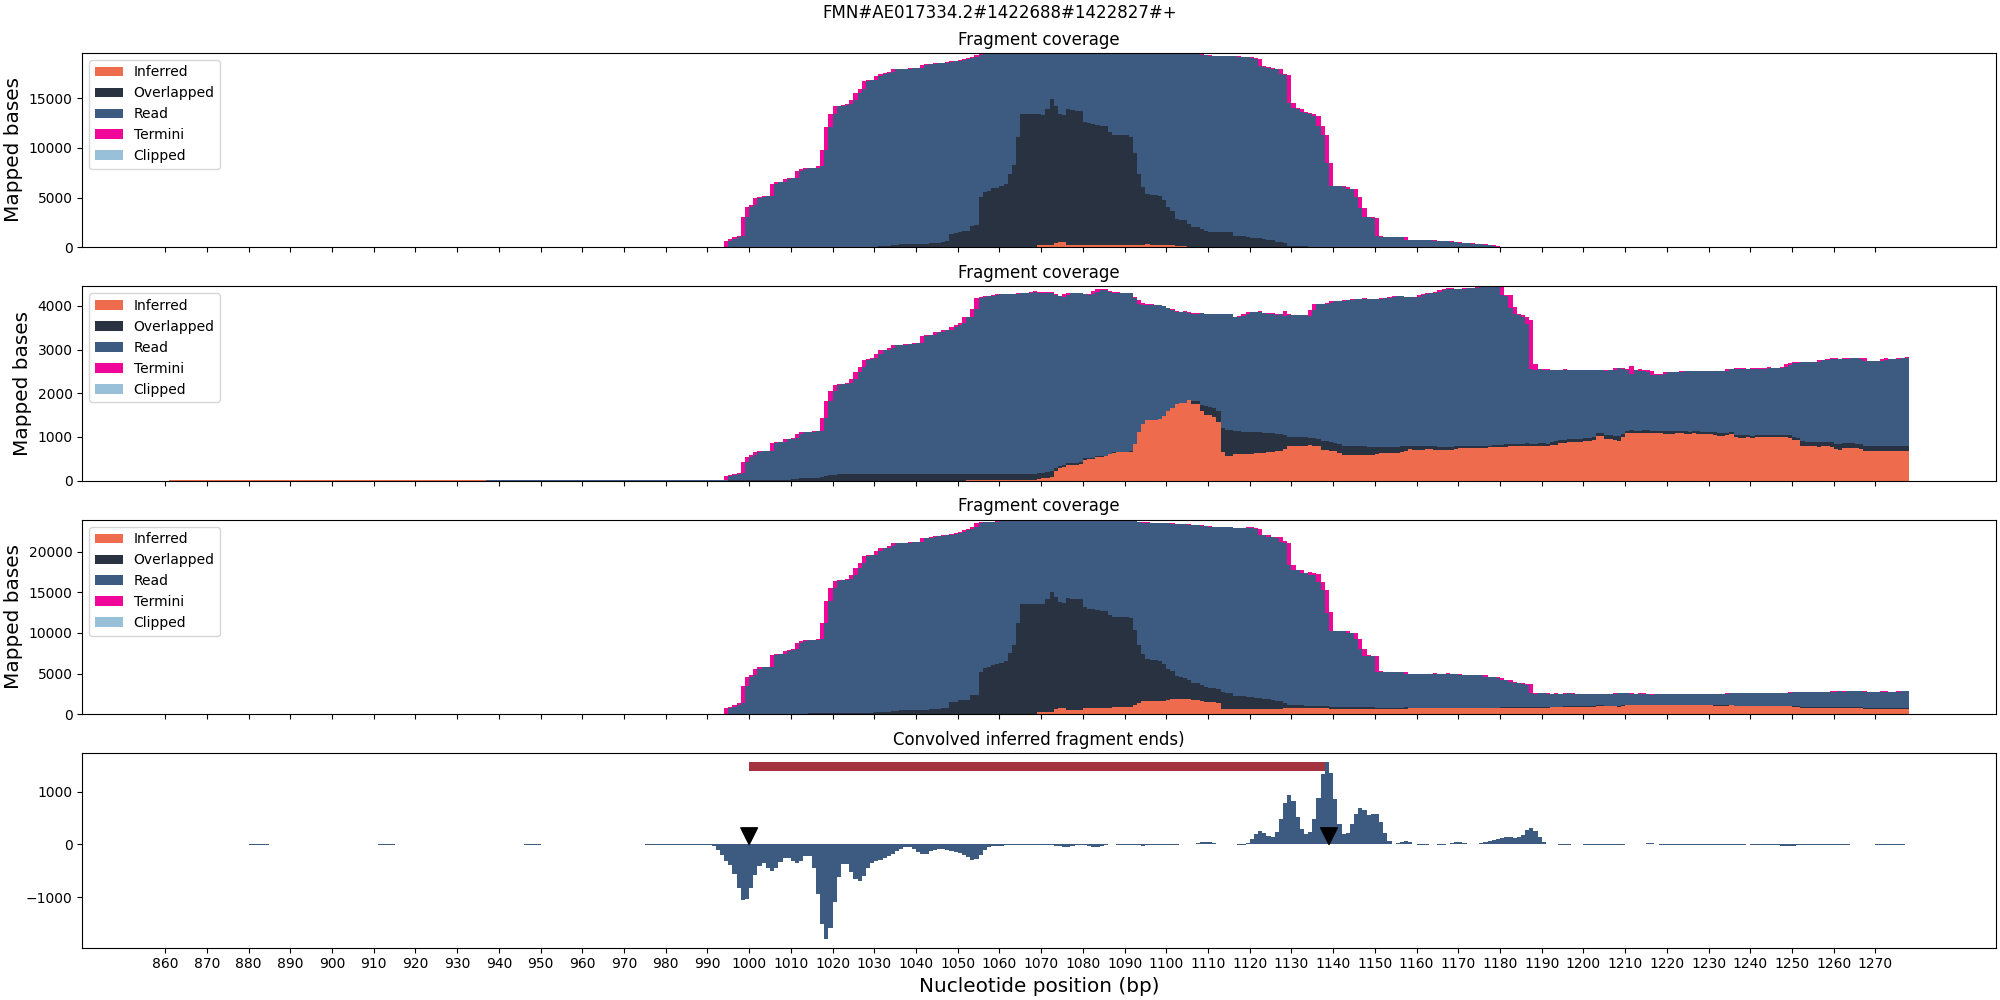 FMN#AE017334.2#1422688#1422827#+
Fragment coverage
Mapped bases
15000
10000
5000
0
Inferred
Overlapped
Read
Termini
Clipped
Fragment coverage
Mapped bases
4000
3000
2000
1000
0
Inferred
Overlapped
Read
Termini
Clipped
Fragment coverage
Mapped bases
20000
15000
10000
5000
0
Inferred
Overlapped
Read
Termini
Clipped
Convolved inferred fragment ends)
1000
0
−1000
860 870 880 890 900 910 920 930 940 950 960 970 980 990 1000 1010 1020 1030 1040 1050 1060 1070 1080 1090 1100 1110 1120 1130 1140 1150 1160 1170 1180 1190 1200 1210 1220 1230 1240 1250 1260 1270
Nucleotide position (bp)